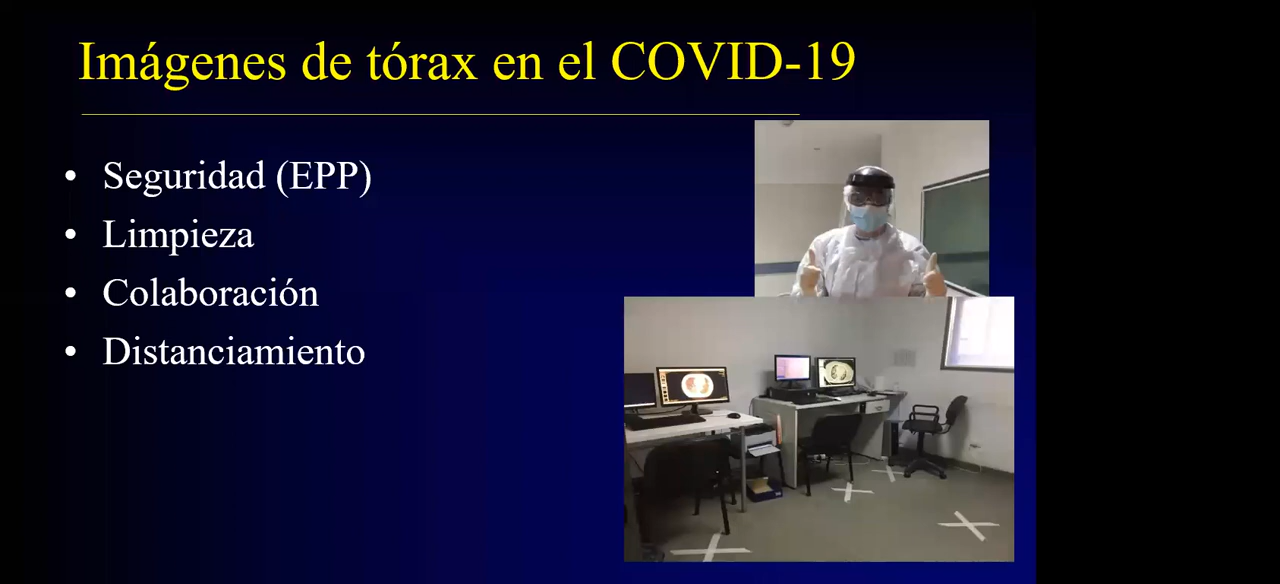 Imágenes de tórax en el COVID-19
• Seguridad (EPP)
• Limpieza
• Colaboración
• Distanciamiento